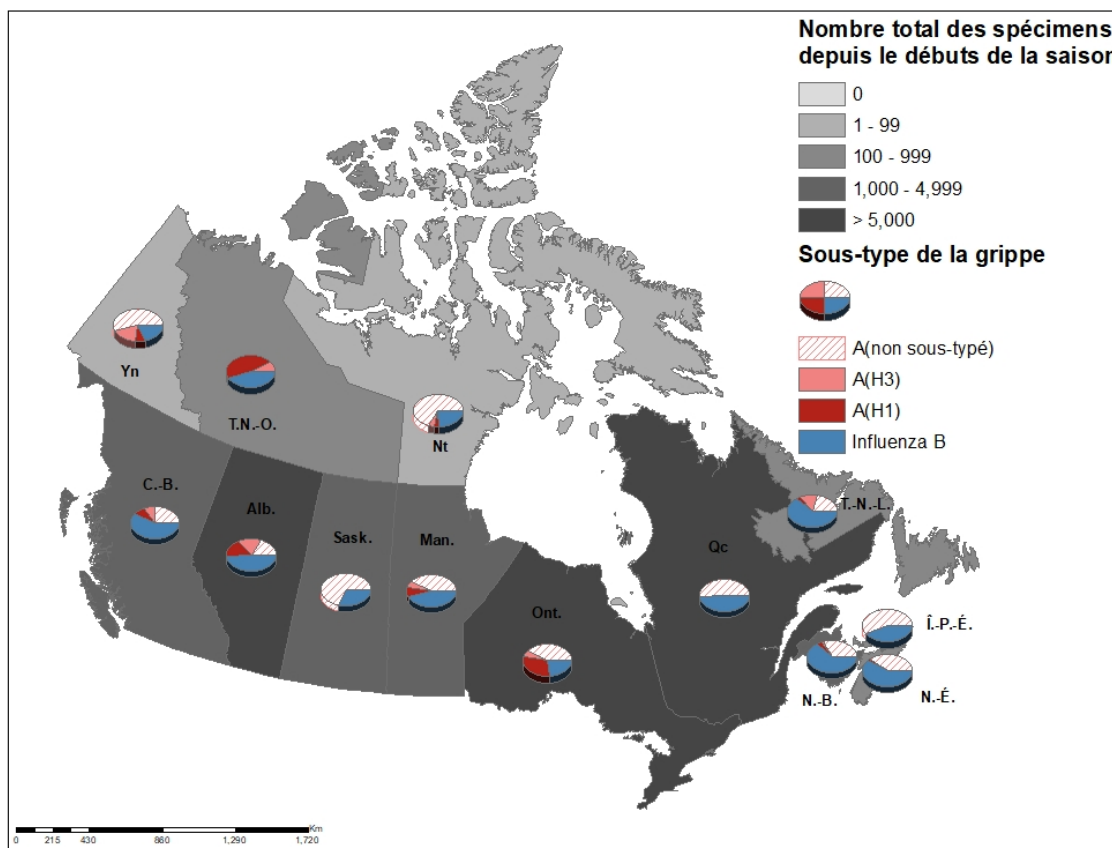 Nombre total des spécimens
depuis le débuts de la saison
0
1 - 99
100 - 999
1,000 - 4,999
> 5,000
Sous-type de la grippe
A(non sous-typé)
A(H3)
A(H1)
Influenza B
Yn
T.N.-O.
Nt
C.-B.
Alb.
Sask.
Man.
Ont.
Qc
T.-N.-L.
Î.-P.-É.
N.-B.
N.-É.
Km
0 215 430 860 1,290 1,720